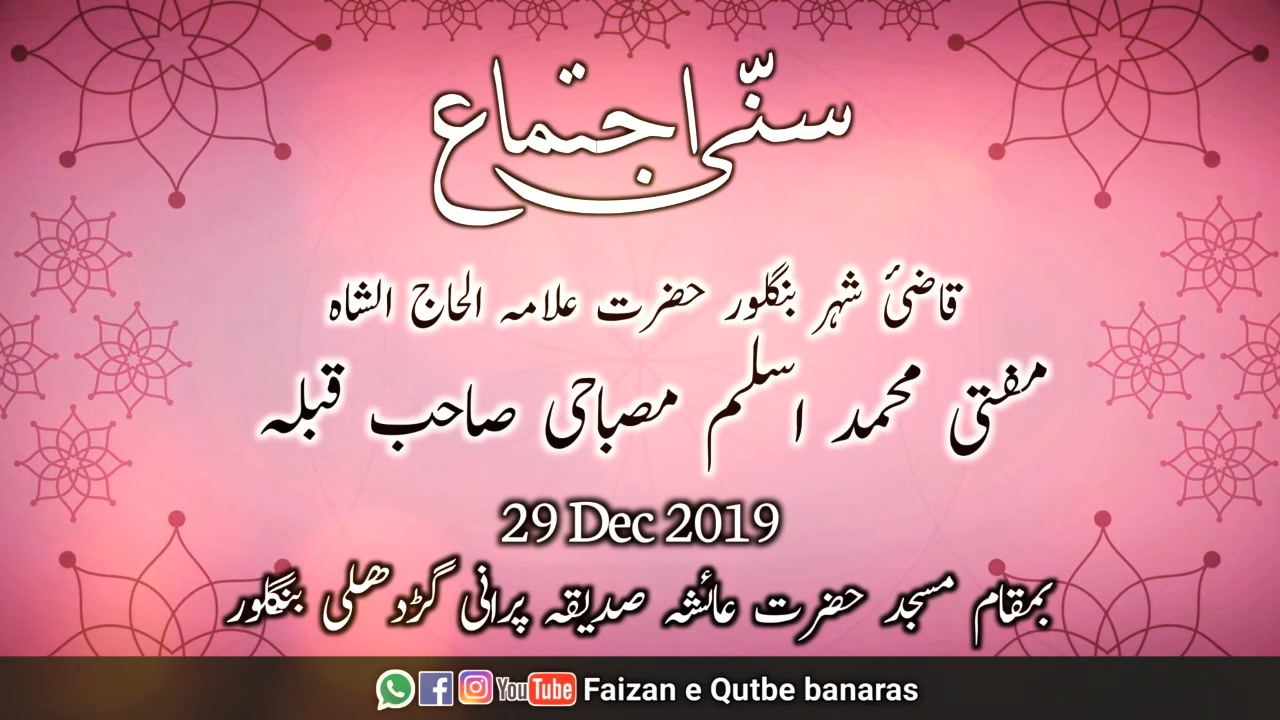 سنّی اجتماع
قاضئ شہر بنگلور حضرت علامہ الحاج الشاہ
مفتی محمد اسلم مصباحی صاحب قبلہ
29 Dec 2019
بمقام مسجد حضرت عائشہ صدیقہ پرانی گڑدھلی بنگلور
YouTube Faizan e Qutbe banaras